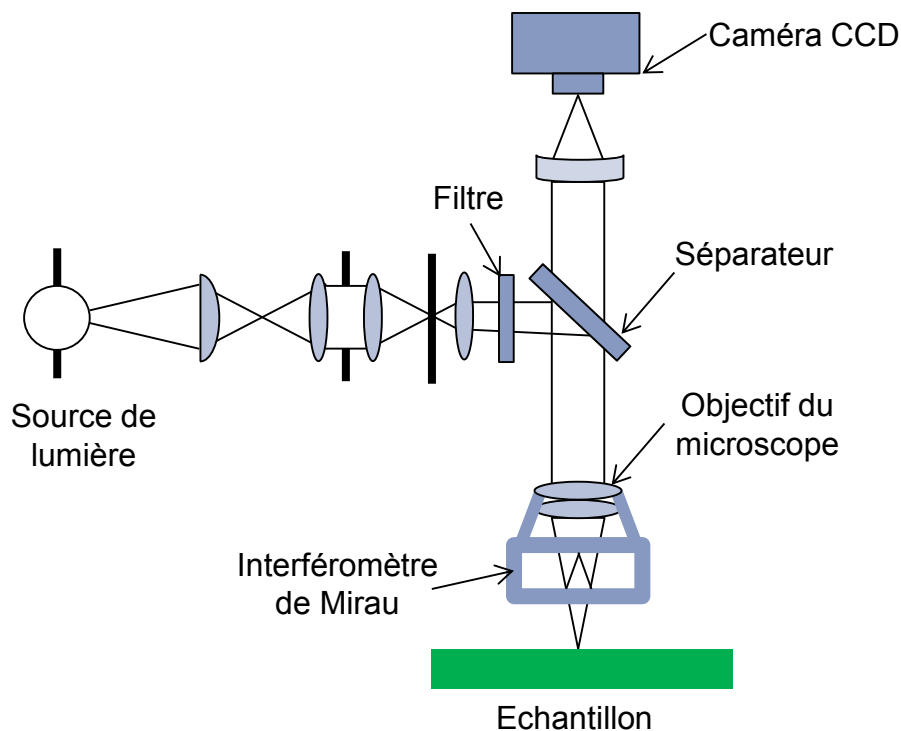 Caméra CCD
Filtre
Séparateur
Source de
lumière
Objectif du
microscope
Interféromètre
de Mirau
Echantillon